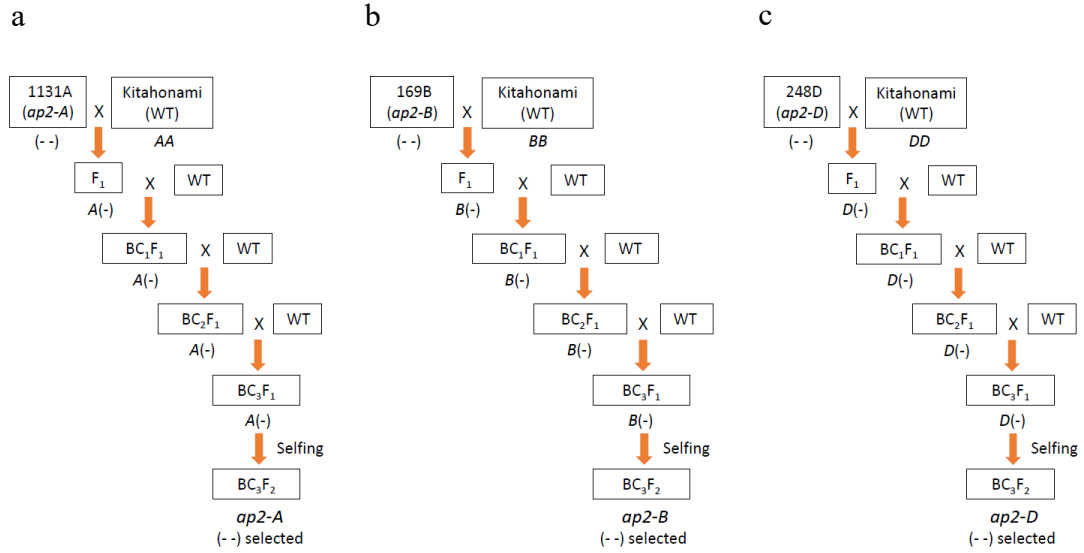 a
1131A
(ap2-A)
X
Kitahonami
(WT)
(- -)
AA
F₁
X
WT
A(-)
BC₁F₁
X
WT
A(-)
BC₂F₁
X
WT
A(-)
BC₃F₁
A(-)
Selfing
BC₃F₂
ap2-A
(- -) selected
b
169B
(ap2-B)
X
Kitahonami
(WT)
(- -)
BB
F₁
X
WT
B(-)
BC₁F₁
X
WT
B(-)
BC₂F₁
X
WT
B(-)
BC₃F₁
B(-)
Selfing
BC₃F₂
ap2-B
(- -) selected
c
248D
(ap2-D)
X
Kitahonami
(WT)
(- -)
DD
F₁
X
WT
D(-)
BC₁F₁
X
WT
D(-)
BC₂F₁
X
WT
D(-)
BC₃F₁
D(-)
Selfing
BC₃F₂
ap2-D
(- -) selected